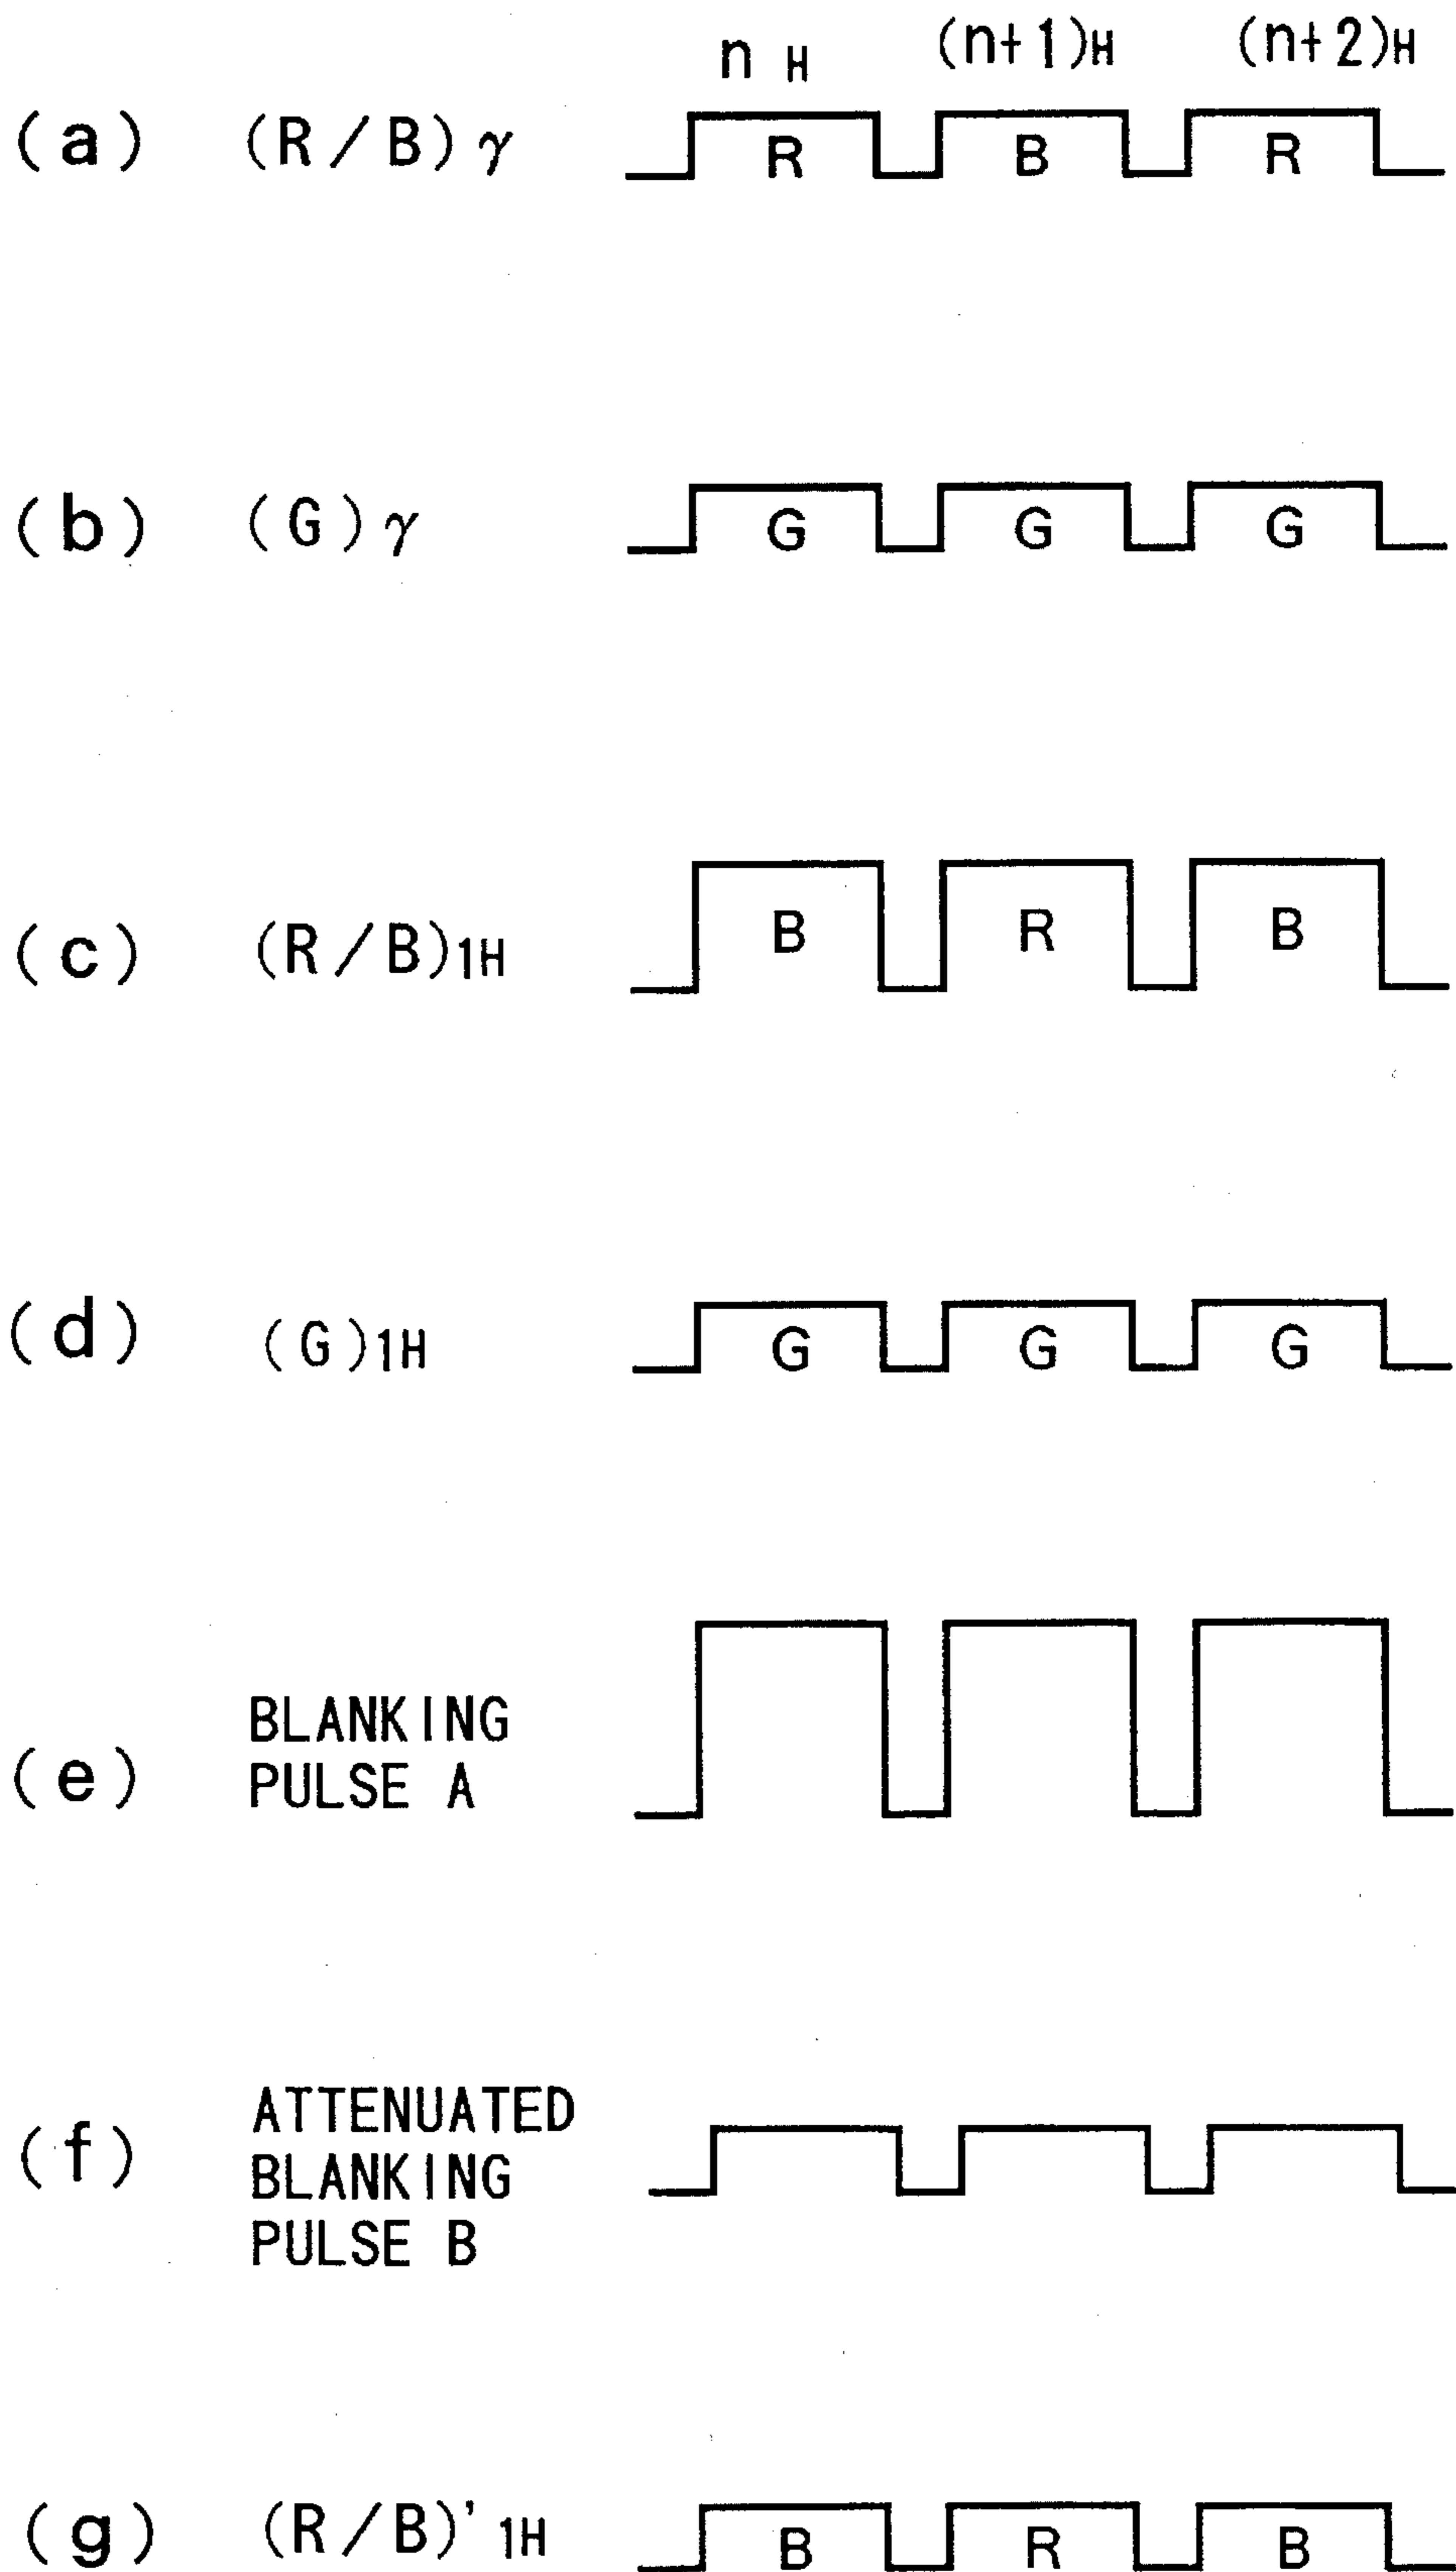 n H (n+1)H (n+2)H
(a) (R/B)γ R B R
(b) (G)γ G G G
(c) (R/B)1H B R B
(d) (G)1H G G G
BLANKING
(e) PULSE A
ATTENUATED
(f) BLANKING
PULSE B
(g) (R/B)'1H B R B